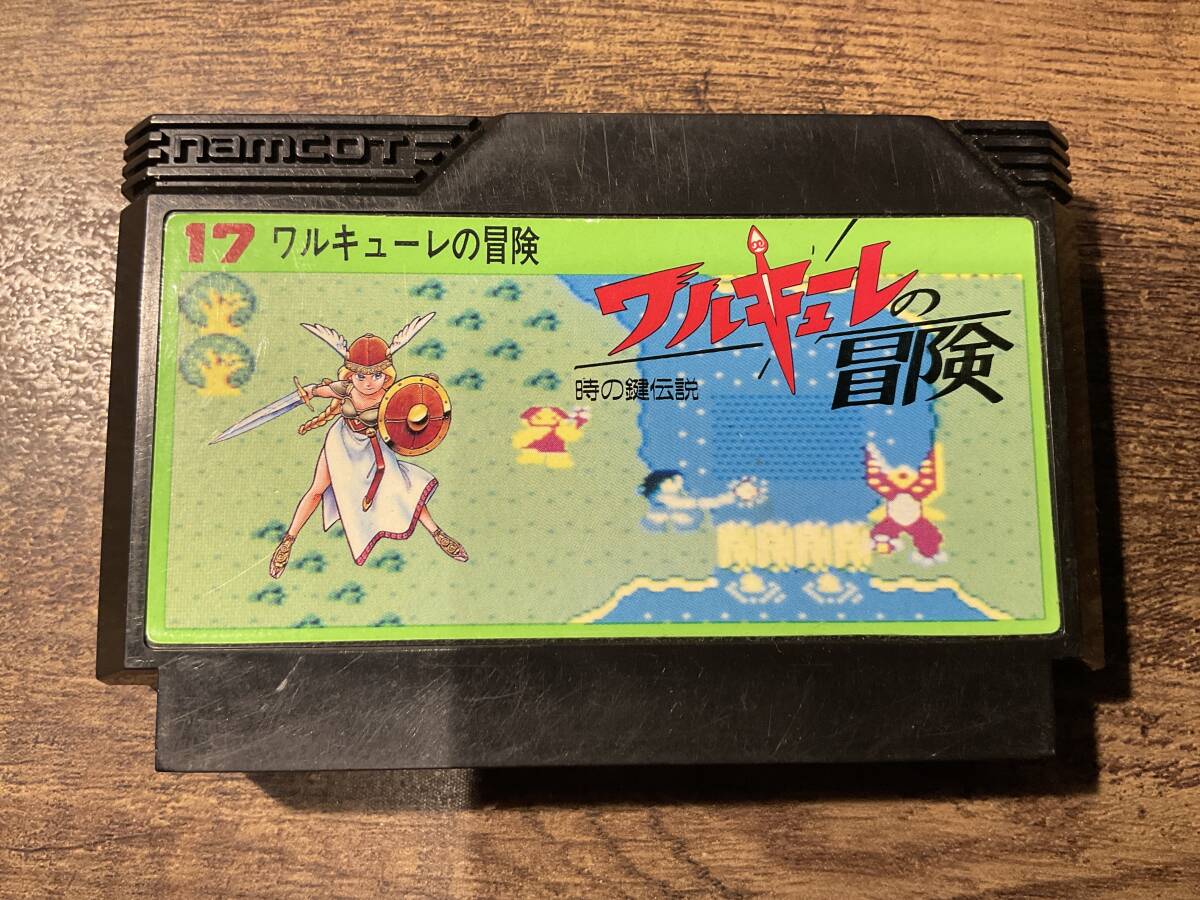 namcot
17 ワルキューレの冒険
ワルキューレの
冒険
時の鍵伝説